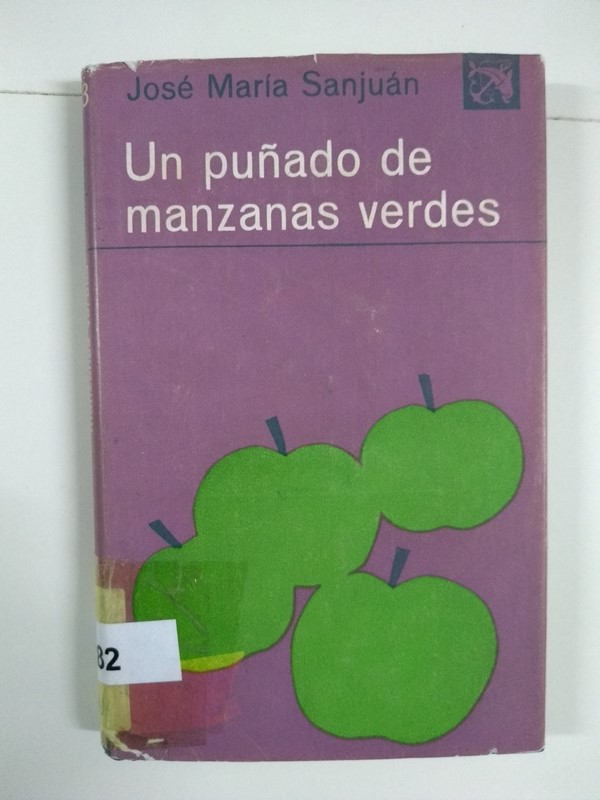 José María Sanjuán
Un puñado de
manzanas verdes
82